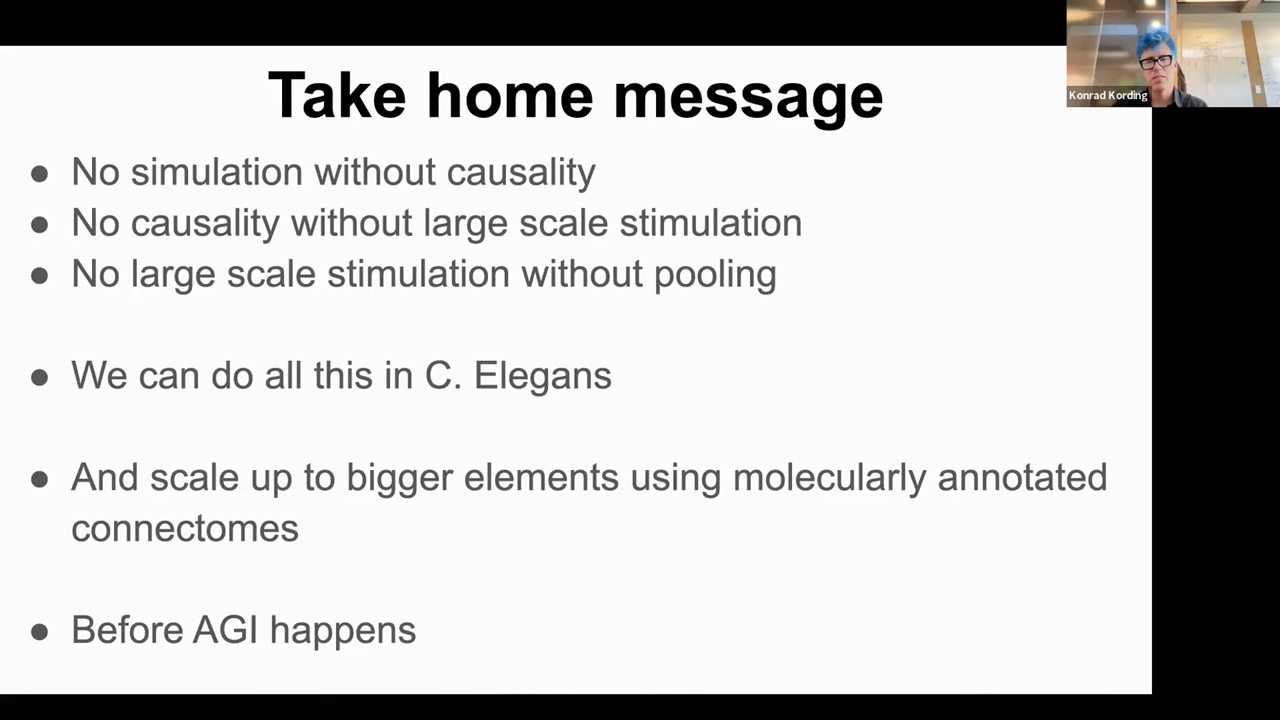 Take home message
Konrad Kording
● No simulation without causality
● No causality without large scale stimulation
● No large scale stimulation without pooling
● We can do all this in C. Elegans
● And scale up to bigger elements using molecularly annotated
connectomes
● Before AGI happens